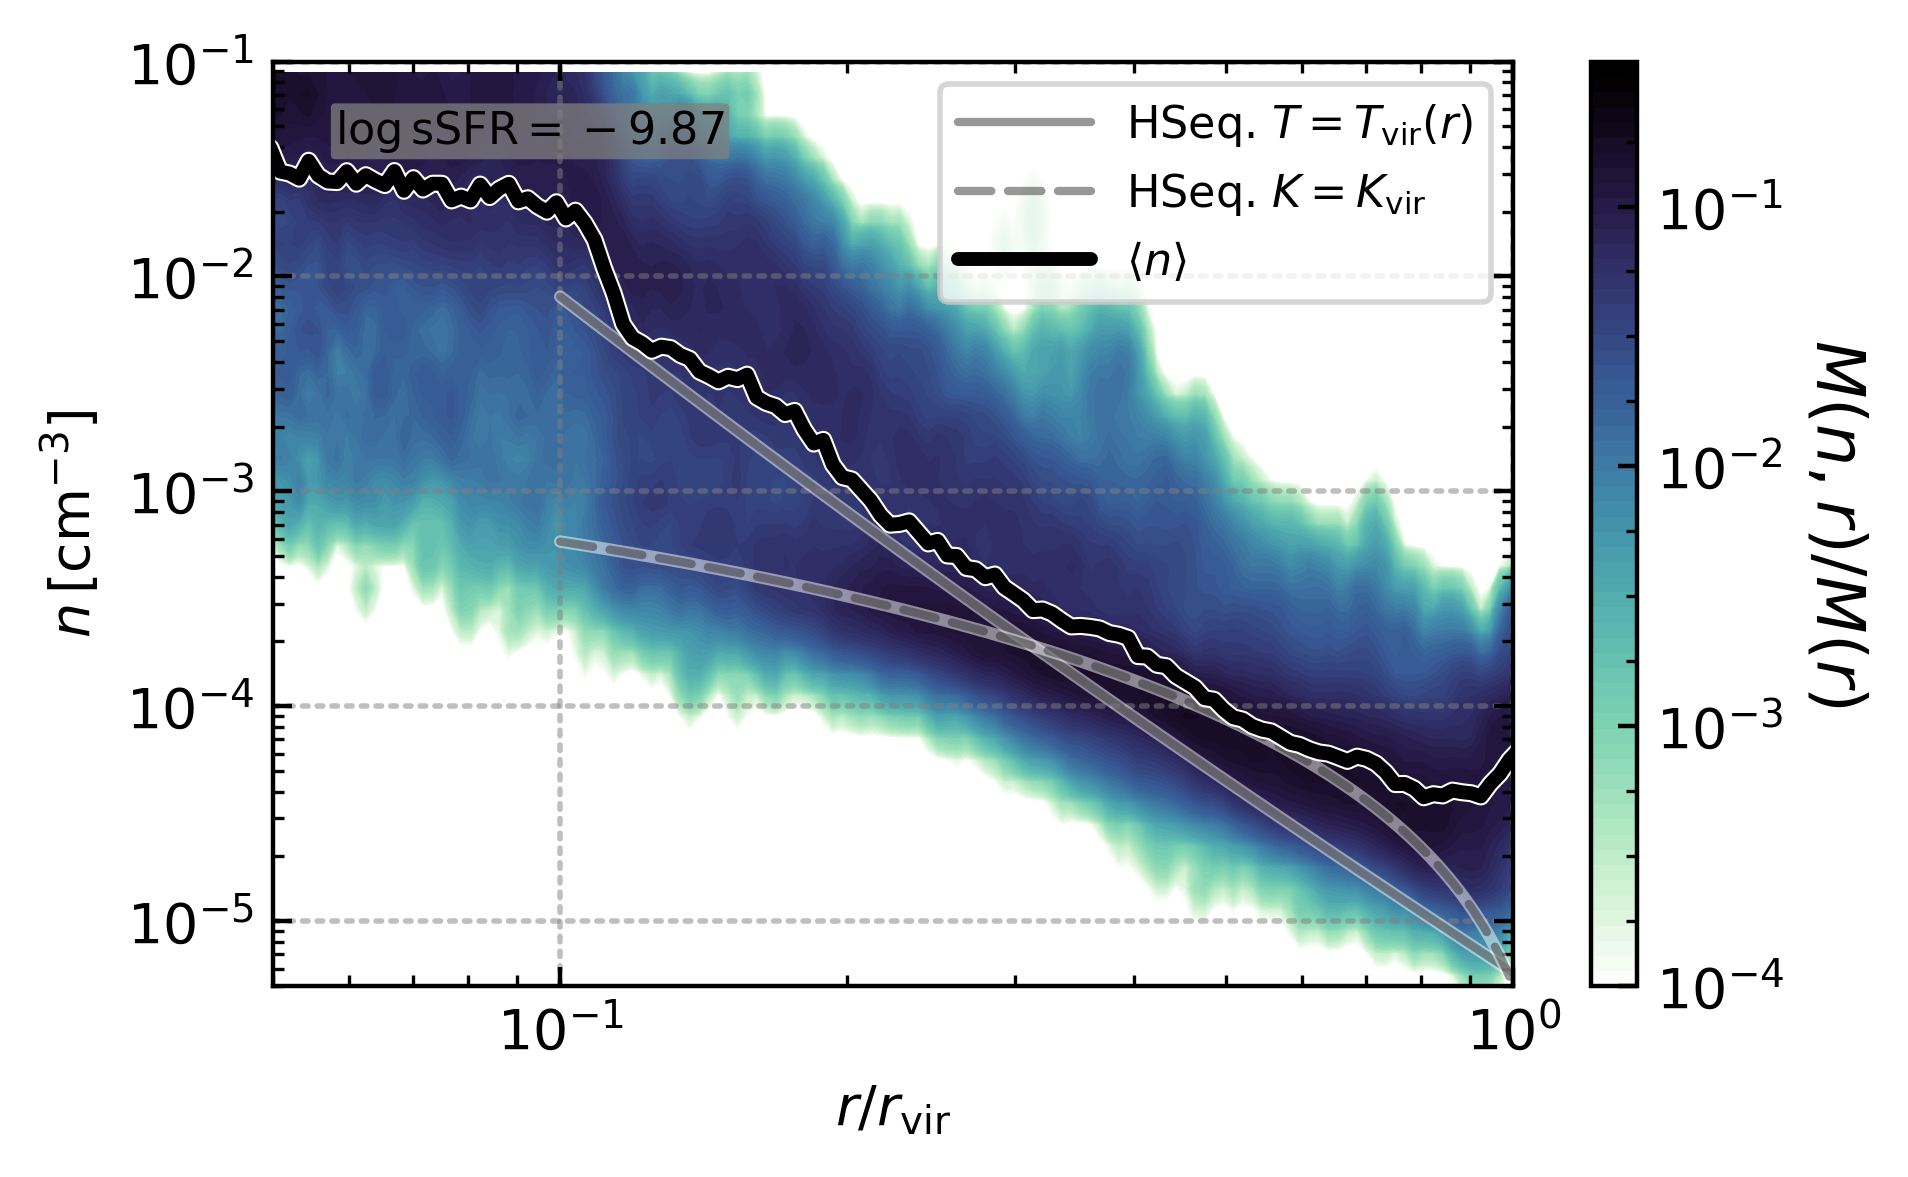 10⁻¹
10⁻²
10⁻³
10⁻⁴
10⁻⁵
n [cm⁻³]
log sSFR = −9.87
HSeq. T = T_vir(r)
HSeq. K = K_vir
⟨n⟩
10⁻¹
10⁰
r/r_vir
10⁻¹
10⁻²
10⁻³
10⁻⁴
M(n, r)/M(r)